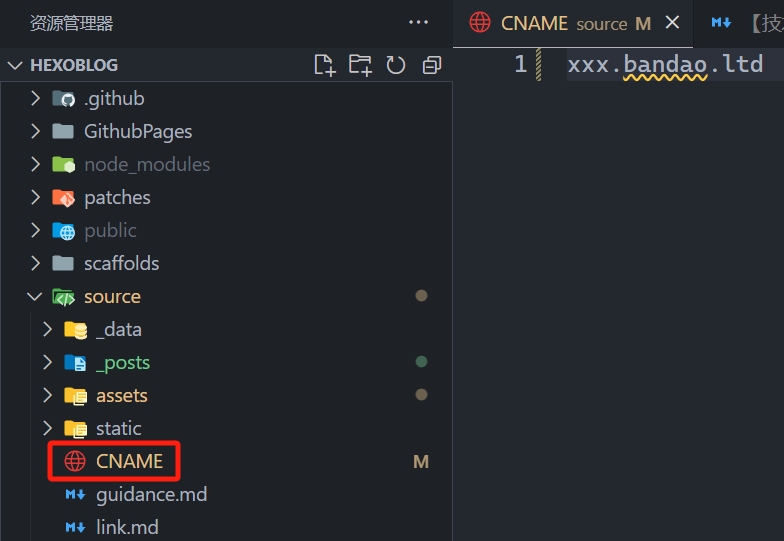 资源管理器 ···
CNAME source M ✕ 【技
HEXOBLOG
1 xxx.bandao.ltd
.github
GithubPages
node_modules
patches
public
scaffolds
source
_data
_posts
assets
static
CNAME M
guidance.md
link.md